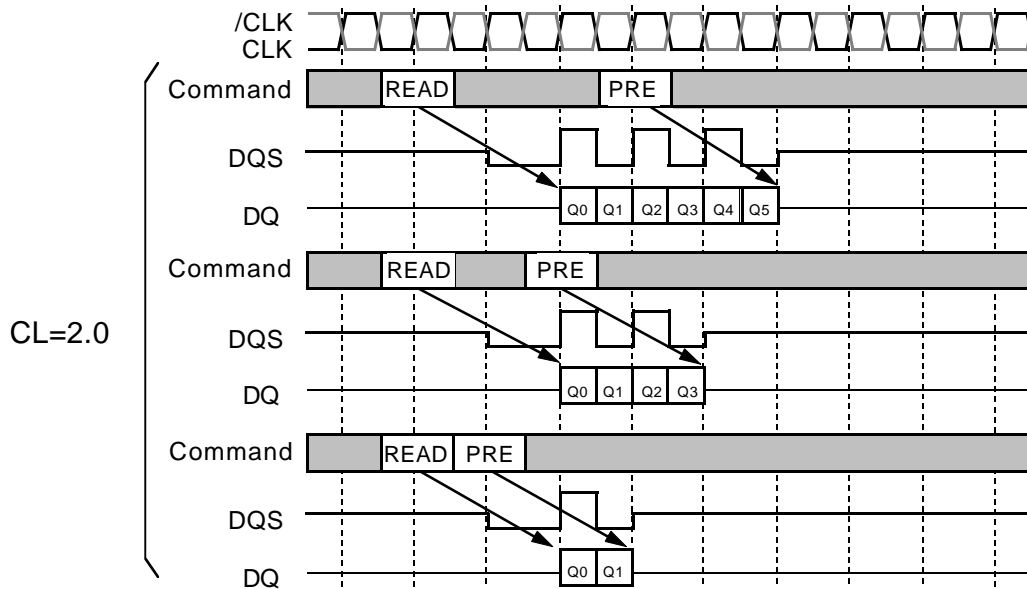 /CLK
CLK
Command READ PRE
DQS
DQ Q0 Q1 Q2 Q3 Q4 Q5
Command READ PRE
CL=2.0
DQS
DQ Q0 Q1 Q2 Q3
Command READ PRE
DQS
DQ Q0 Q1